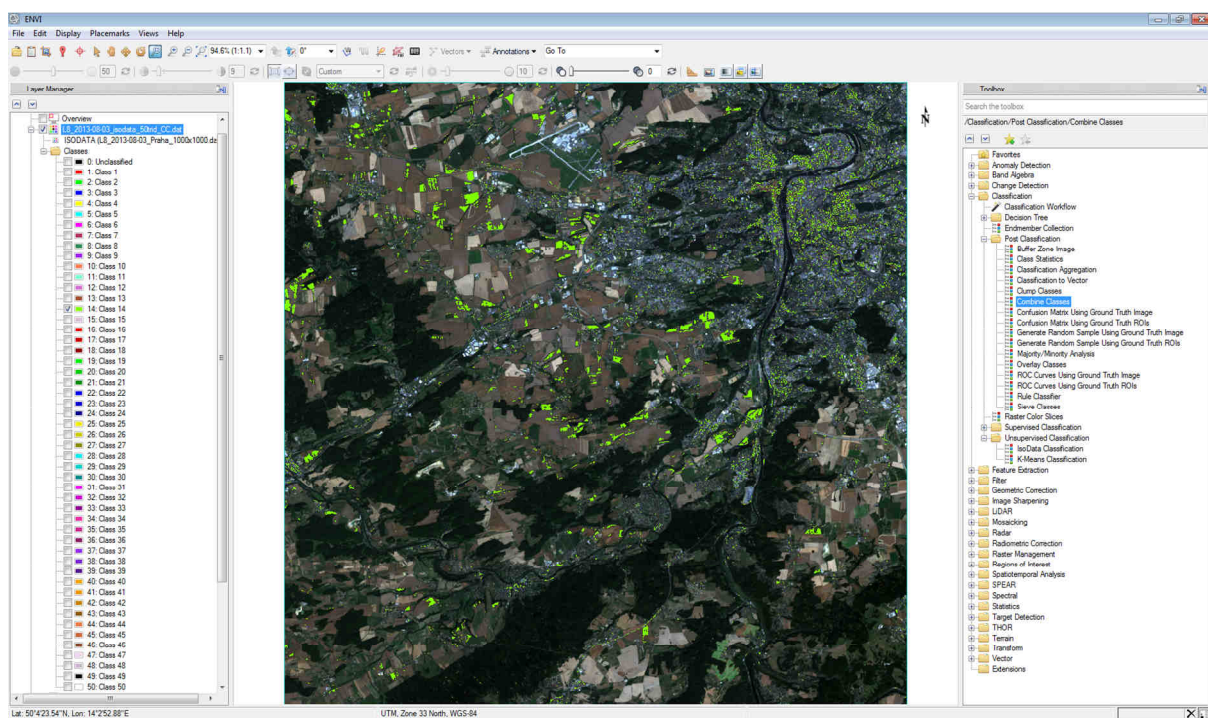 ENVI
File Edit Display Placemarks Views Help
94.6% (1:1.1) 0° Vectors Annotations Go To
50 9 Custom 10 0
Layer Manager
Overview
L8_2013-08-03_isodata_50tríd_CC.dat
ISODATA (L8_2013-08-03_Praha_1000x1000.da
Classes
0: Unclassified
1: Class 1
2: Class 2
3: Class 3
4: Class 4
5: Class 5
6: Class 6
7: Class 7
8: Class 8
9: Class 9
10: Class 10
11: Class 11
12: Class 12
13: Class 13
14: Class 14
15: Class 15
16: Class 16
17: Class 17
18: Class 18
19: Class 19
20: Class 20
21: Class 21
22: Class 22
23: Class 23
24: Class 24
25: Class 25
26: Class 26
27: Class 27
28: Class 28
29: Class 29
30: Class 30
31: Class 31
32: Class 32
33: Class 33
34: Class 34
35: Class 35
36: Class 36
37: Class 37
38: Class 38
39: Class 39
40: Class 40
41: Class 41
42: Class 42
43: Class 43
44: Class 44
45: Class 45
46: Class 46
47: Class 47
48: Class 48
49: Class 49
50: Class 50
N
Toolbox
Search the toolbox
/Classification/Post Classification/Combine Classes
Favorites
Anomaly Detection
Band Algebra
Change Detection
Classification
Classification Workflow
Decision Tree
Endmember Collection
Post Classification
Buffer Zone Image
Class Statistics
Classification Aggregation
Classification to Vector
Clump Classes
Combine Classes
Confusion Matrix Using Ground Truth Image
Confusion Matrix Using Ground Truth ROIs
Generate Random Sample Using Ground Truth Image
Generate Random Sample Using Ground Truth ROIs
Majority/Minority Analysis
Overlay Classes
ROC Curves Using Ground Truth Image
ROC Curves Using Ground Truth ROIs
Rule Classifier
Sieve Classes
Raster Color Slices
Supervised Classification
Unsupervised Classification
IsoData Classification
K-Means Classification
Feature Extraction
Filter
Geometric Correction
Image Sharpening
LiDAR
Mosaicking
Radar
Radiometric Correction
Raster Management
Regions of Interest
Spatiotemporal Analysis
SPEAR
Spectral
Statistics
Target Detection
THOR
Terrain
Transform
Vector
Extensions
Lat: 50°4'23.54"N, Lon: 14°2'52.88"E
UTM, Zone 33 North, WGS-84